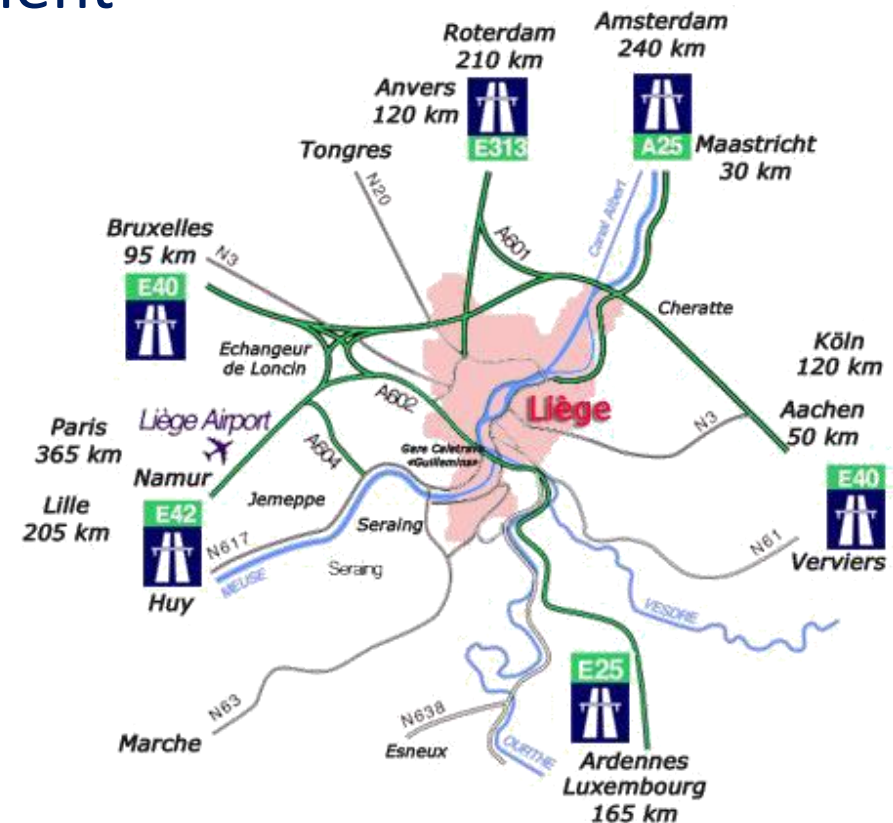 Roterdam
210 km
Amsterdam
240 km
Anvers
120 km
E313
A25
Maastricht
30 km
Tongres
N20
Canal Albert
A601
Bruxelles
95 km
N3
E40
Cheratte
Echangeur
de Loncin
Köln
120 km
A602
Liège
N3
Aachen
50 km
Paris
365 km
Liège Airport
A604
Gare Calatrava
«Guillemins»
Namur
Jemeppe
E40
Lille
205 km
E42
Seraing
N617
N61
Verviers
MEUSE
Seraing
Huy
VESDRE
E25
N63
N638
Marche
Esneux
OURTHE
Ardennes
Luxembourg
165 km